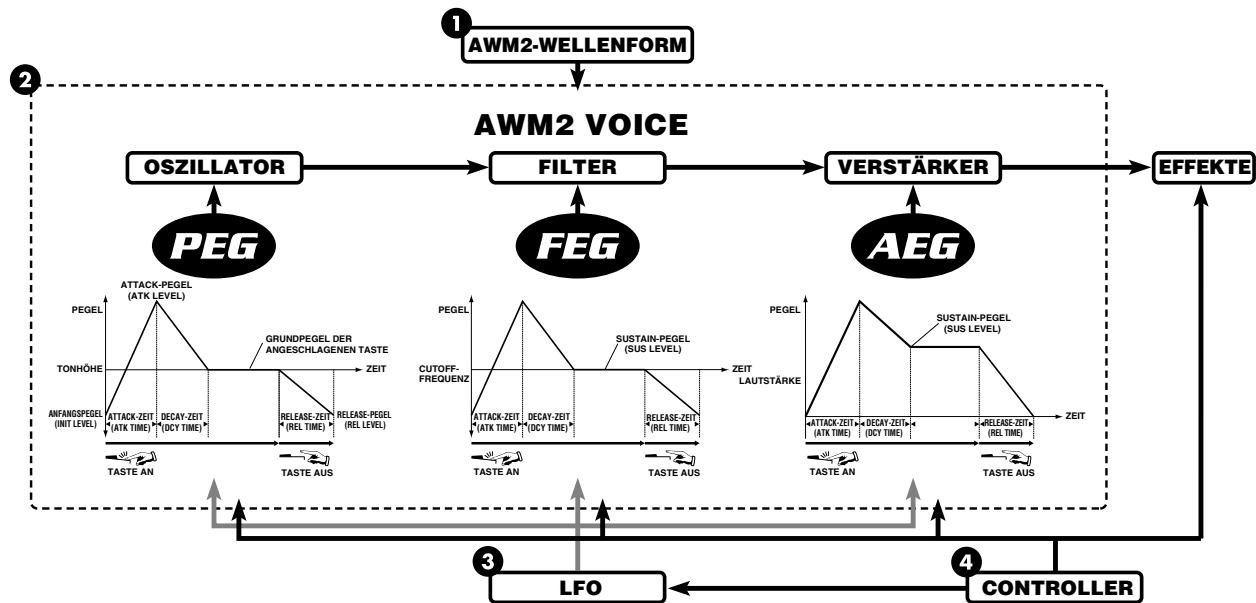 1
AWM2-WELLENFORM
2
AWM2 VOICE
OSZILLATOR
FILTER
VERSTÄRKER
EFFEKTE
PEG
FEG
AEG
ATTACK-PEGEL
(ATK LEVEL)
PEGEL
GRUNDPEGEL DER
ANGESCHLAGENEN TASTE
TONHÖHE
ZEIT
ANFANGSPEGEL
(INIT LEVEL)
ATTACK-ZEIT
(ATK TIME)
DECAY-ZEIT
(DCY TIME)
RELEASE-ZEIT
(REL TIME)
RELEASE-PEGEL
(REL LEVEL)
TASTE AN
TASTE AUS
PEGEL
SUSTAIN-PEGEL
(SUS LEVEL)
CUTOFF-
FREQUENZ
ZEIT
ATTACK-ZEIT
(ATK TIME)
DECAY-ZEIT
(DCY TIME)
RELEASE-ZEIT
(REL TIME)
TASTE AN
TASTE AUS
PEGEL
SUSTAIN-PEGEL
(SUS LEVEL)
LAUTSTÄRKE
ZEIT
ATTACK-ZEIT
(ATK TIME)
DECAY-ZEIT
(DCY TIME)
RELEASE-ZEIT
(REL TIME)
TASTE AN
TASTE AUS
3
LFO
4
CONTROLLER